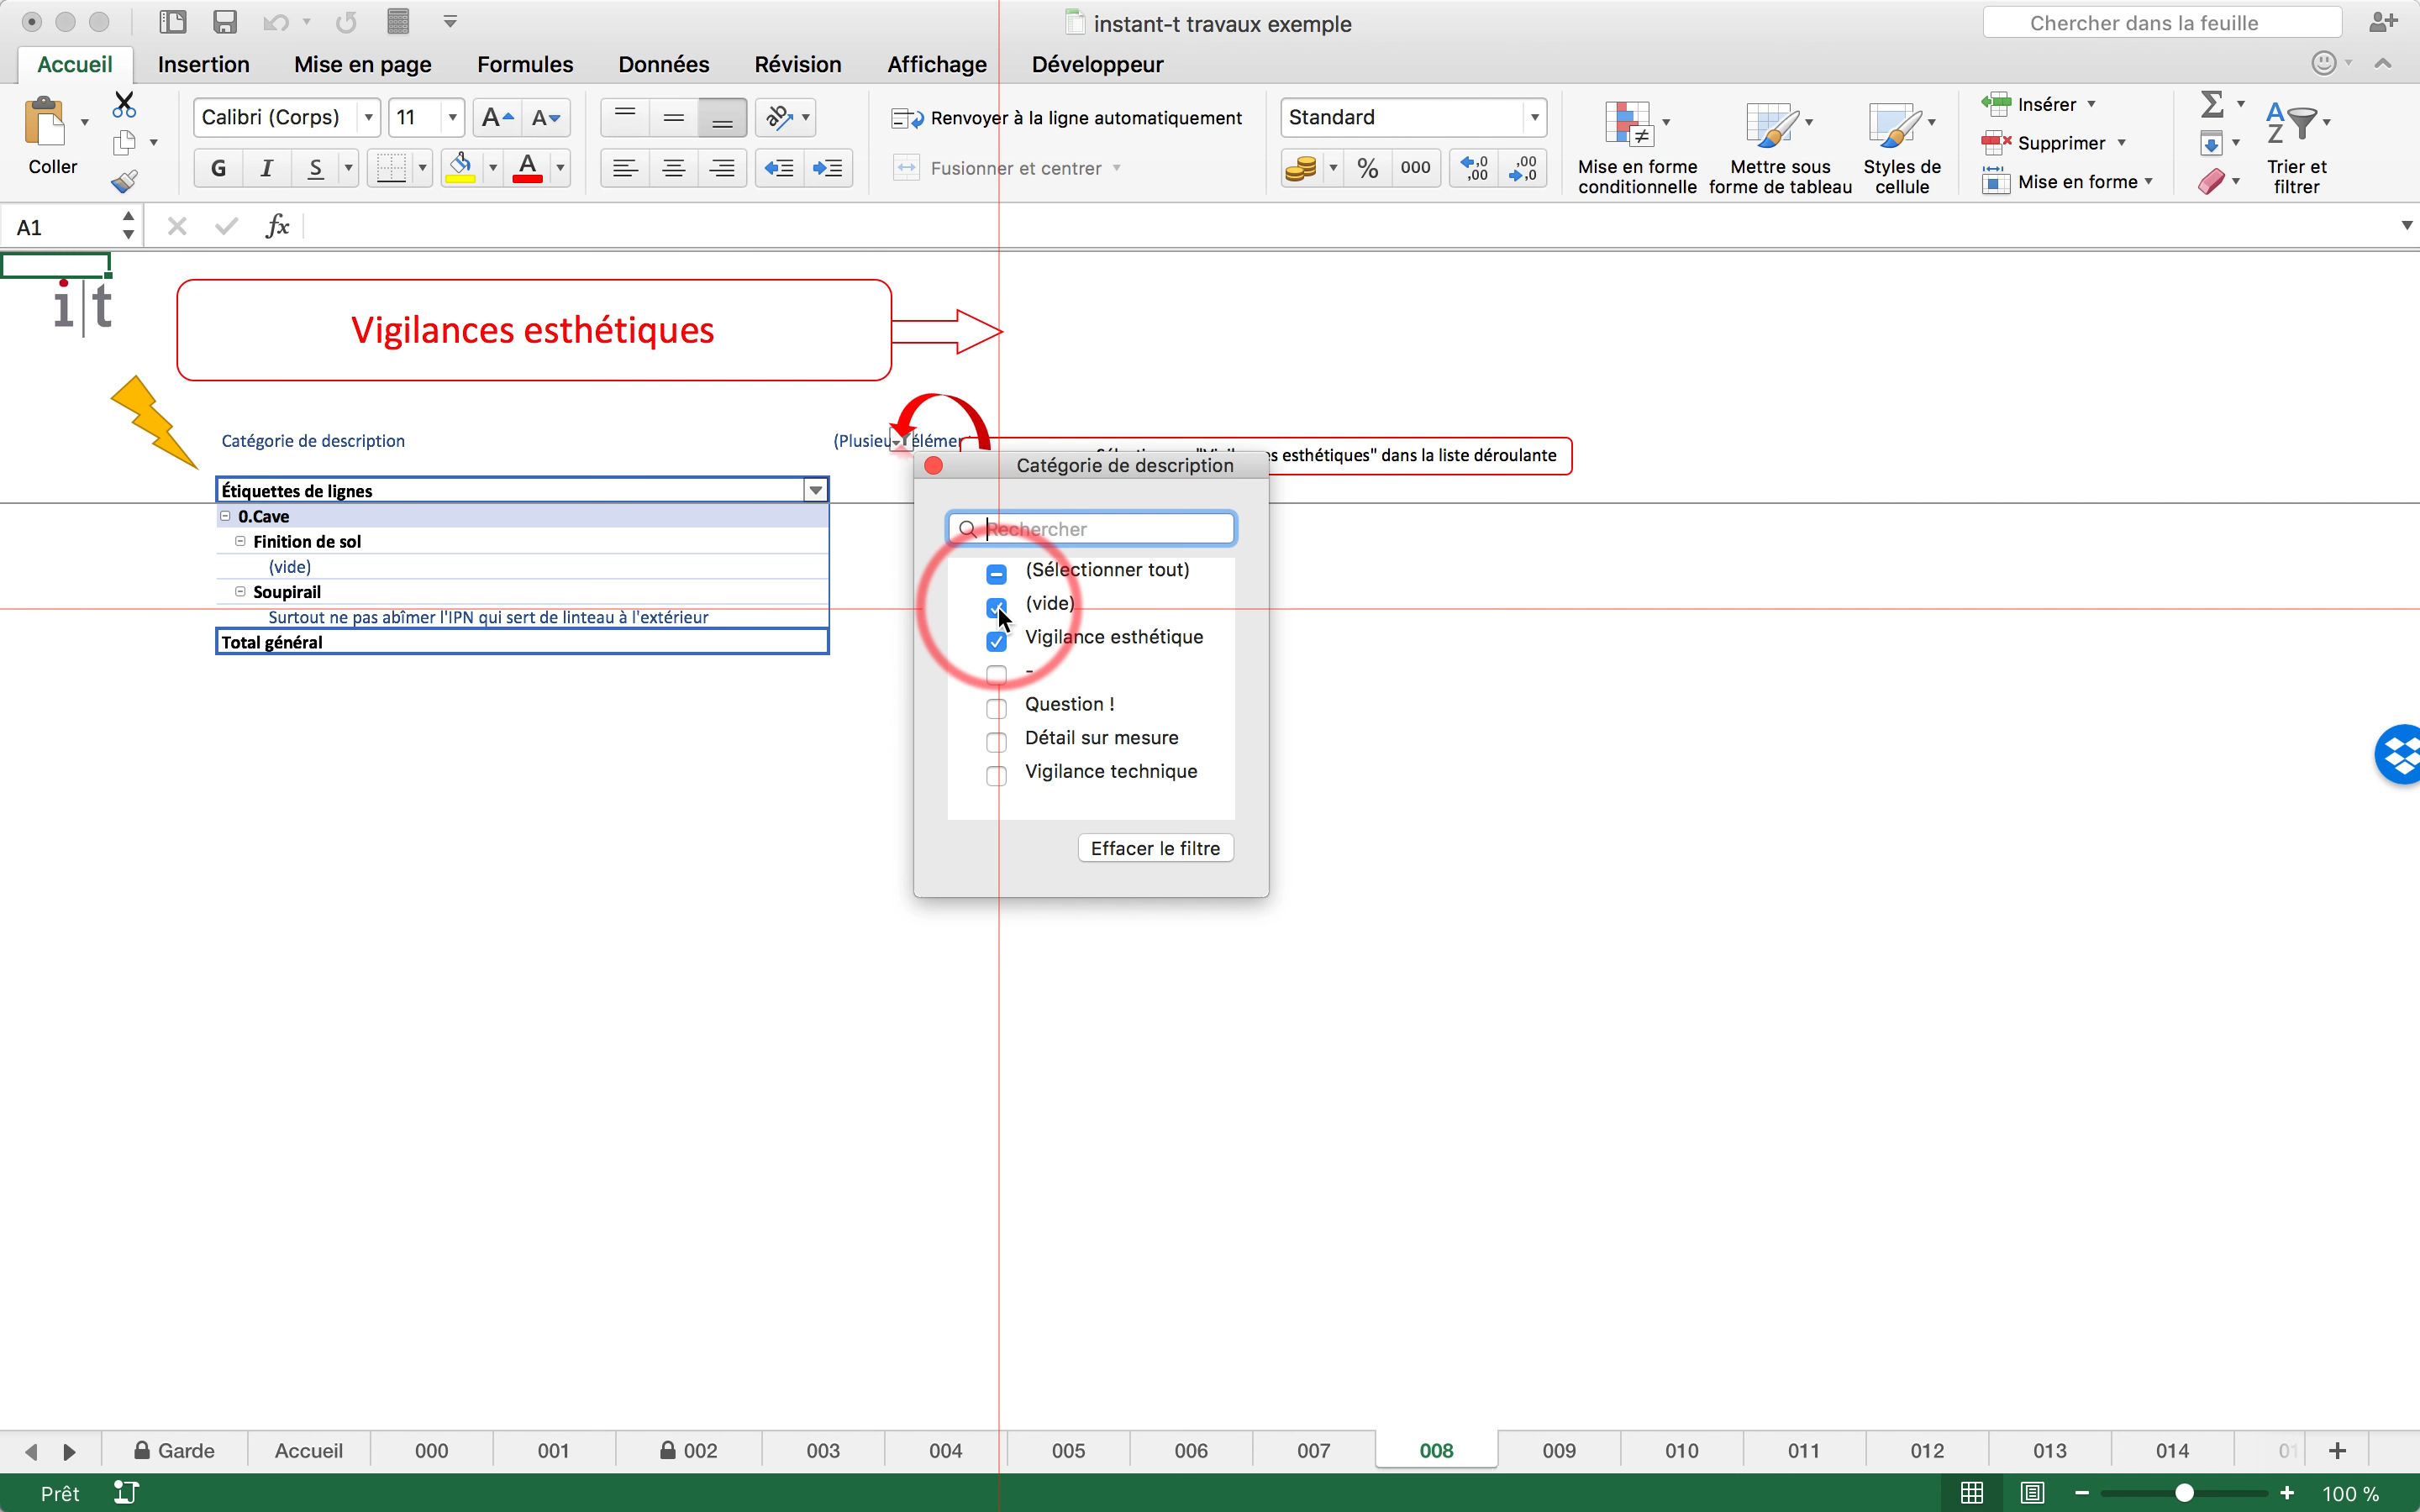 instant-t travaux exemple
Chercher dans la feuille
Accueil Insertion Mise en page Formules Données Révision Affichage Développeur
Coller
Calibri (Corps) 11
G I S
Renvoyer à la ligne automatiquement
Fusionner et centrer
Standard
% 000
Mise en forme conditionnelle
Mettre sous forme de tableau
Styles de cellule
Insérer
Supprimer
Mise en forme
Trier et filtrer
A1
fx
i|t
Vigilances esthétiques
Catégorie de description
(Plusieu élémen
es esthétiques" dans la liste déroulante
Étiquettes de lignes
0.Cave
Finition de sol
(vide)
Soupirail
Surtout ne pas abîmer l'IPN qui sert de linteau à l'extérieur
Total général
Catégorie de description
Rechercher
(Sélectionner tout)
(vide)
Vigilance esthétique
-
Question !
Détail sur mesure
Vigilance technique
Effacer le filtre
Garde Accueil 000 001 002 003 004 005 006 007 008 009 010 011 012 013 014 01
Prêt
100 %